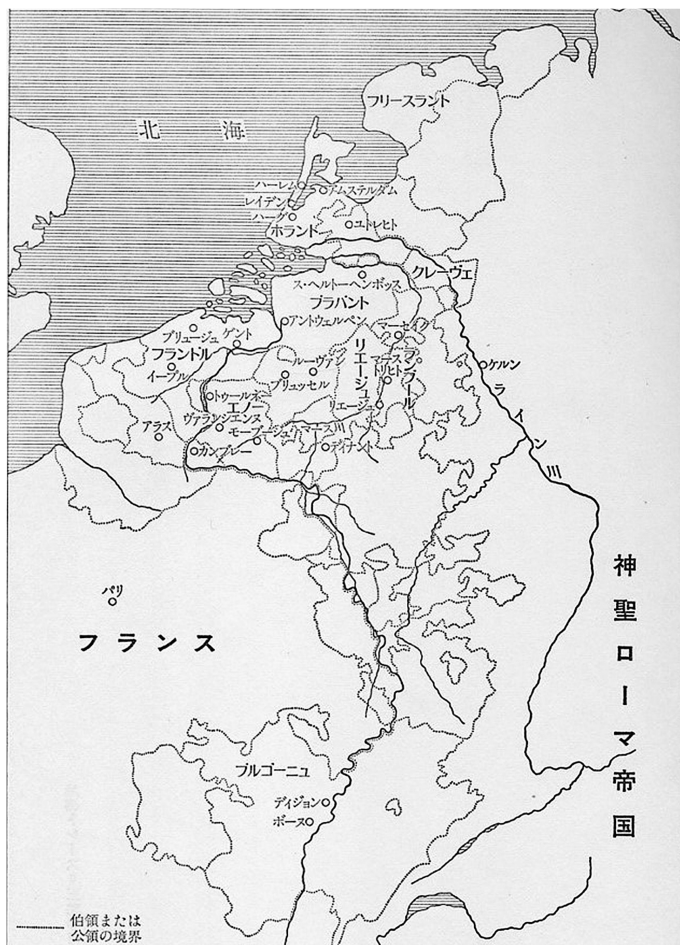 フリースラント
北海
ハーレム
アムステルダム
レイデン
ハーグ
ホラント
ユトレヒト
クレーヴェ
ス・ヘルトーヘンボッス
ブラバント
アントウェルペン
マーセイク
ブリュージュ
ゲント
フランドル
イープル
ルーヴァン
ブリュッセル
リエージュ
マーストリヒト
ランブール
ケルン
ライン川
トゥールネ
エノー
リエージュ
ヴァランシエンヌ
モーブージュ
マース川
アラス
カンブレー
ディナント
パリ
フランス
神聖ローマ帝国
ブルゴーニュ
ディジョン
ボーヌ
伯領または
公領の境界